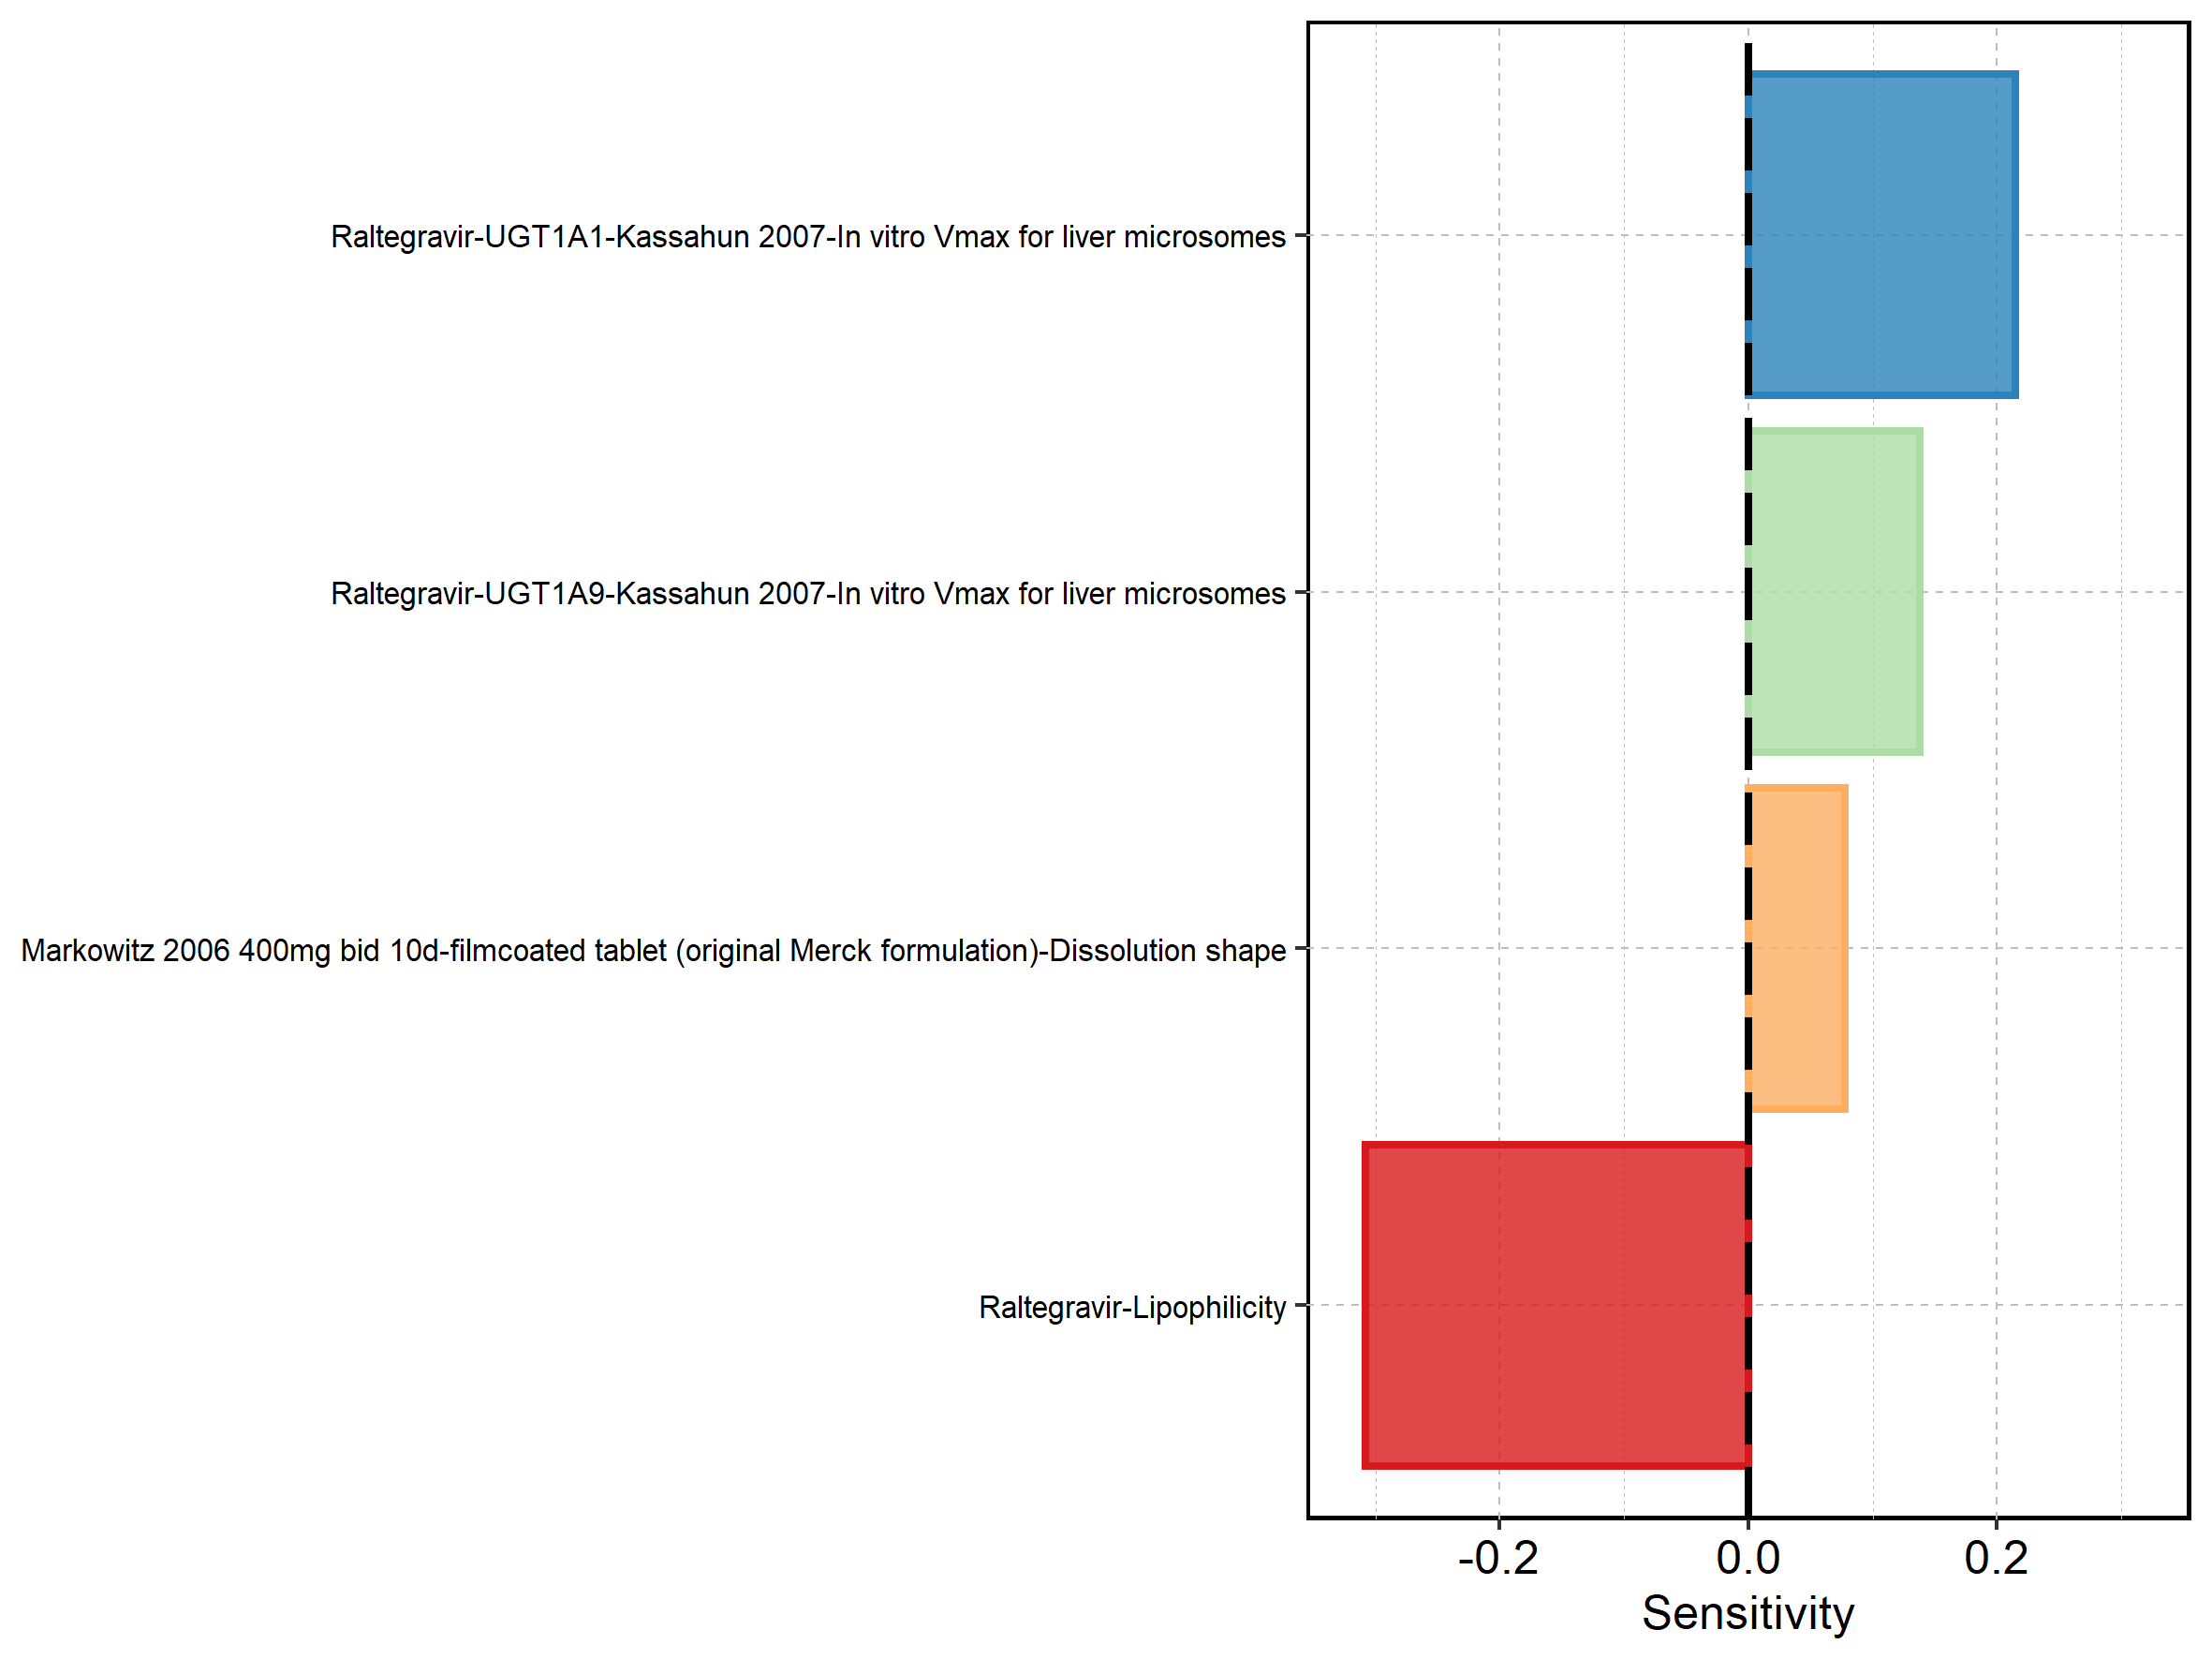 Raltegravir-UGT1A1-Kassahun 2007-In vitro Vmax for liver microsomes
Raltegravir-UGT1A9-Kassahun 2007-In vitro Vmax for liver microsomes
Markowitz 2006 400mg bid 10d-filmcoated tablet (original Merck formulation)-Dissolution shape
Raltegravir-Lipophilicity
-0.2 0.0 0.2
Sensitivity